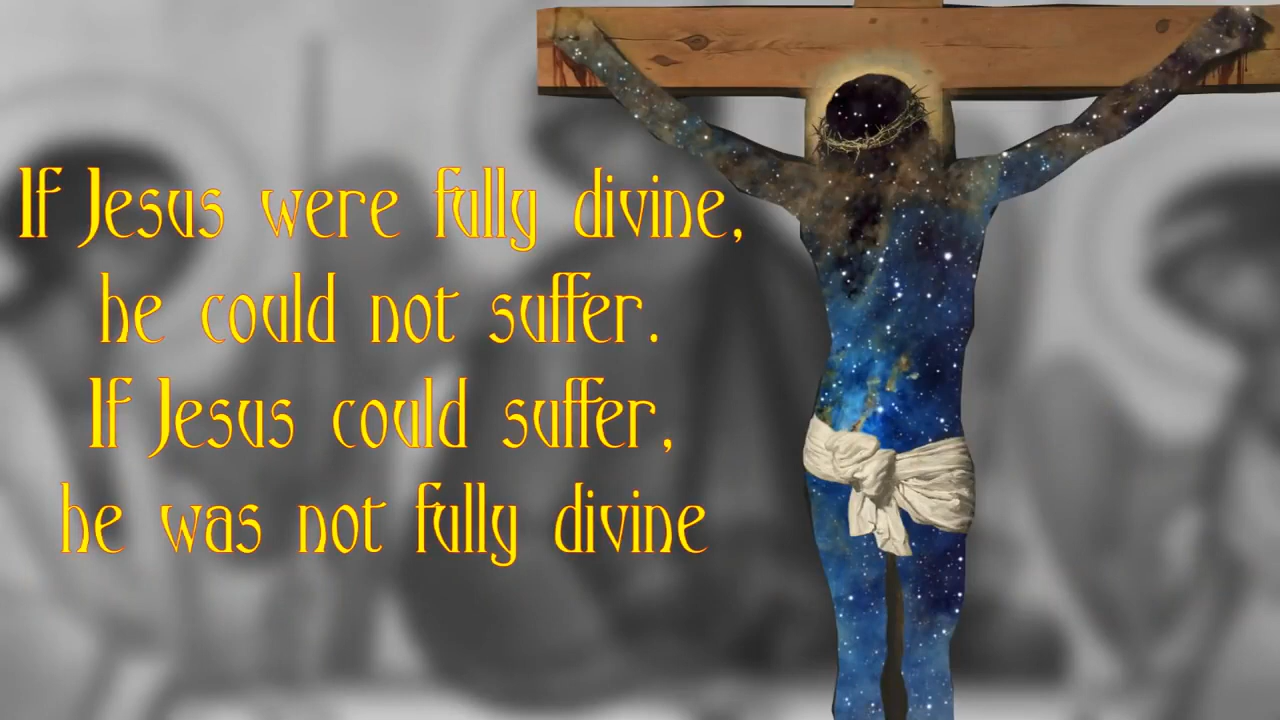 If Jesus were fully divine,
he could not suffer.
If Jesus could suffer,
he was not fully divine